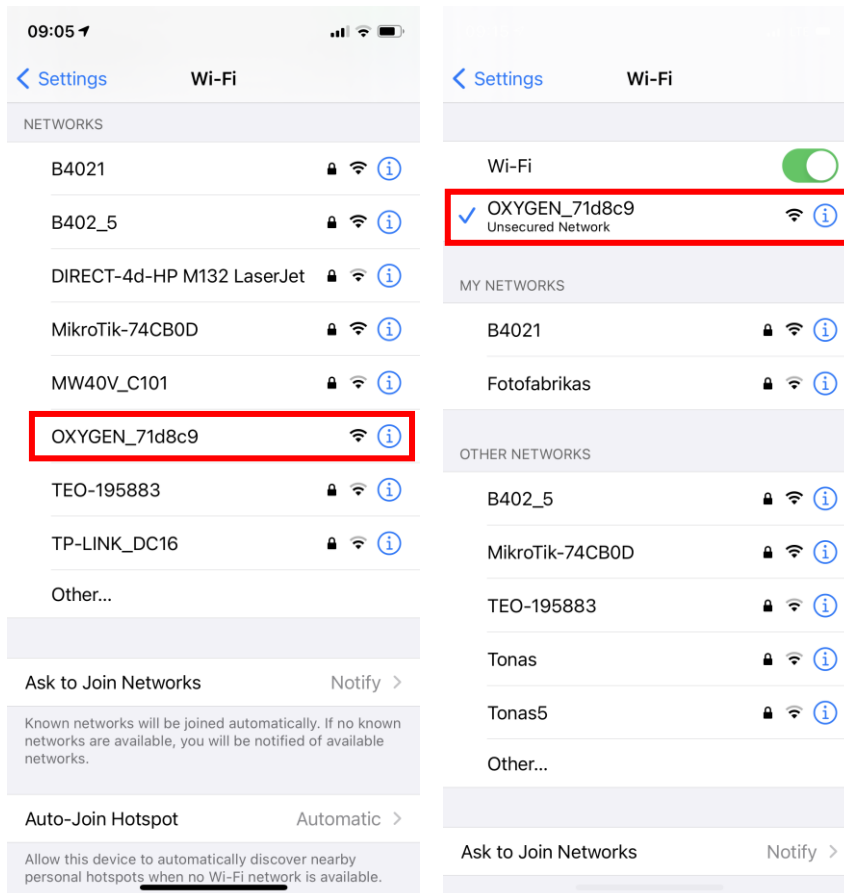 09:05
Settings
Wi-Fi
NETWORKS
B4021
B402_5
DIRECT-4d-HP M132 LaserJet
MikroTik-74CB0D
MW40V_C101
OXYGEN_71d8c9
TEO-195883
TP-LINK_DC16
Other...
Ask to Join Networks Notify
Known networks will be joined automatically. If no known
networks are available, you will be notified of available
networks.
Auto-Join Hotspot Automatic
Allow this device to automatically discover nearby
personal hotspots when no Wi-Fi network is available.
Settings
Wi-Fi
Wi-Fi
OXYGEN_71d8c9
Unsecured Network
MY NETWORKS
B4021
Fotofabrikas
OTHER NETWORKS
B402_5
MikroTik-74CB0D
TEO-195883
Tonas
Tonas5
Other...
Ask to Join Networks Notify